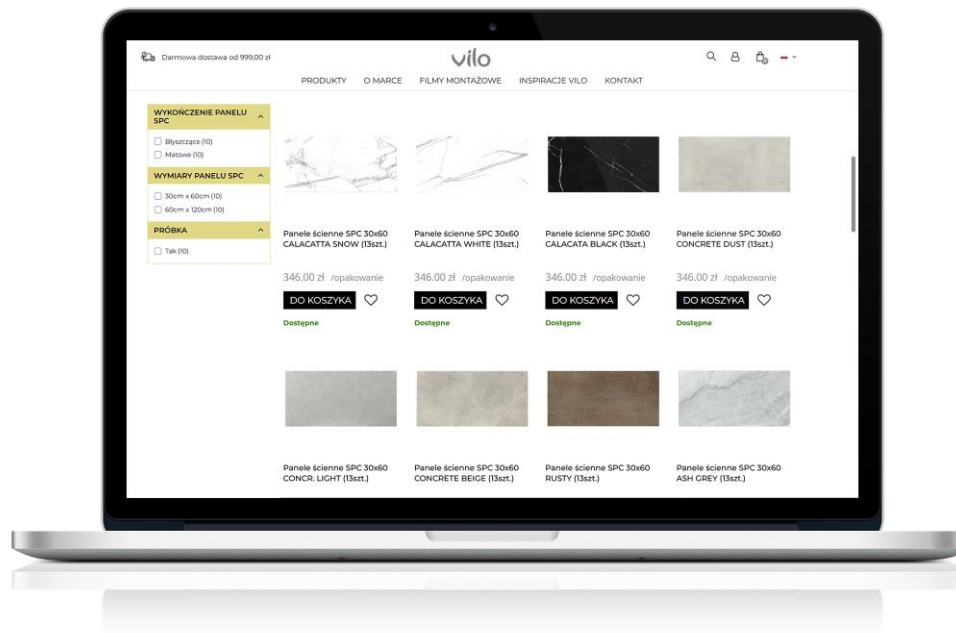 Darmowa dostawa od 999,00 zł
vilo
0
PRODUKTY O MARCE FILMY MONTAŻOWE INSPIRACJE VILO KONTAKT
WYKOŃCZENIE PANELU
SPC
Błyszczące (10)
Matowe (10)
WYMIARY PANELU SPC
30cm x 60cm (10)
60cm x 120cm (10)
PRÓBKA
Tak (10)
Panele ścienne SPC 30x60
CALACATTA SNOW (13szt.)
346.00 zł /opakowanie
DO KOSZYKA
Dostępne
Panele ścienne SPC 30x60
CALACATTA WHITE (13szt.)
346.00 zł /opakowanie
DO KOSZYKA
Dostępne
Panele ścienne SPC 30x60
CALACATA BLACK (13szt.)
346.00 zł /opakowanie
DO KOSZYKA
Dostępne
Panele ścienne SPC 30x60
CONCRETE DUST (13szt.)
346.00 zł /opakowanie
DO KOSZYKA
Dostępne
Panele ścienne SPC 30x60
CONCR. LIGHT (13szt.)
Panele ścienne SPC 30x60
CONCRETE BEIGE (13szt.)
Panele ścienne SPC 30x60
RUSTY (13szt.)
Panele ścienne SPC 30x60
ASH GREY (13szt.)